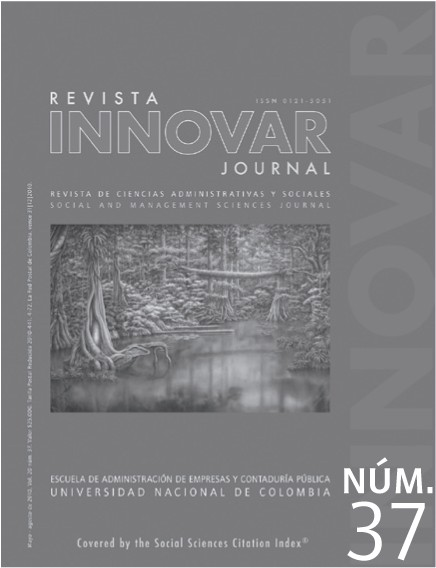 REVISTA
ISSN 0121-5051
INNOVAR
JOURNAL
REVISTA DE CIENCIAS ADMINISTRATIVAS Y SOCIALES
SOCIAL AND MANAGEMENT SCIENCES JOURNAL
ESCUELA DE ADMINISTRACIÓN DE EMPRESAS Y CONTADURÍA PÚBLICA
UNIVERSIDAD NACIONAL DE COLOMBIA
Covered by the Social Sciences Citation Index®
NÚM.
37
INNOVAR